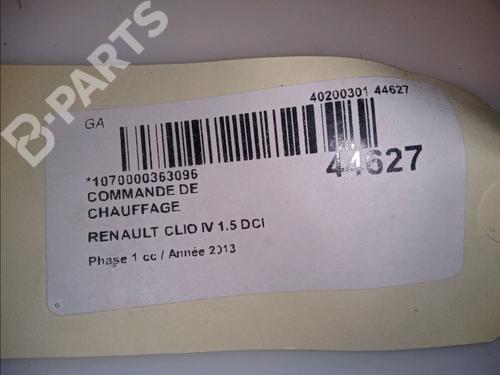 B-PARTS
GA
40200301 44627
*1070000363096
44627
COMMANDE DE
CHAUFFAGE
RENAULT CLIO IV 1.5 DCI
Phase 1 cc / Année 2013